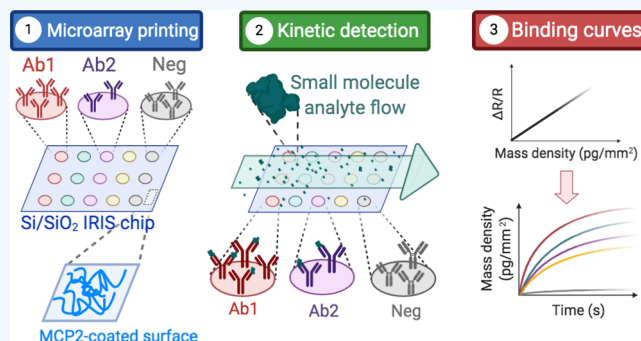 1 Microarray printing
Ab1
Ab2
Neg
Si/SiO₂ IRIS chip
MCP2-coated surface
2 Kinetic detection
Small molecule
analyte flow
Ab1
Ab2
Neg
3 Binding curves
ΔR/R
Mass density (pg/mm²)
Mass density
(pg/mm²)
Time (s)